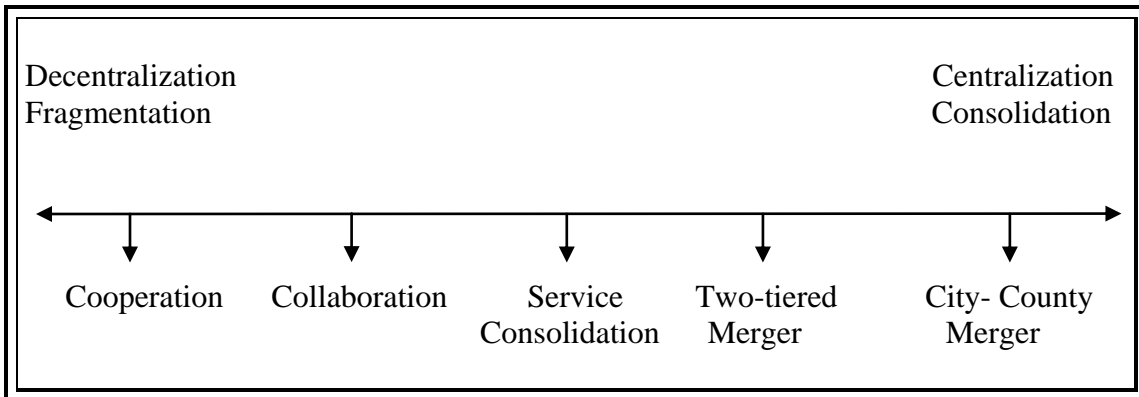 Decentralization
Fragmentation
Centralization
Consolidation
Cooperation
Collaboration
Service
Consolidation
Two-tiered
Merger
City- County
Merger